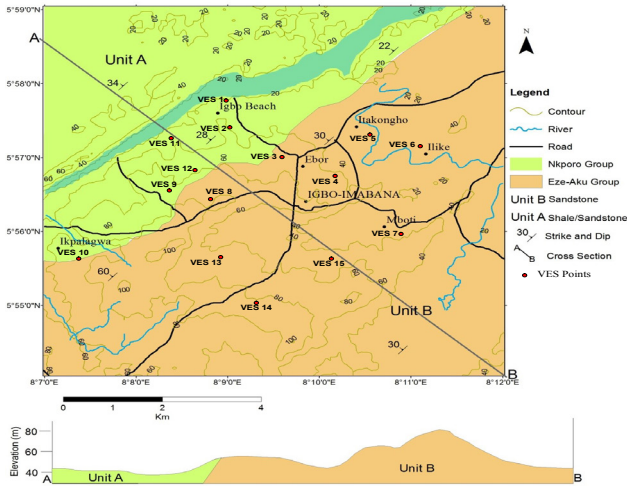 5°59'0"N
5°58'0"N
5°57'0"N
5°56'0"N
5°55'0"N
A
Unit A
34
22
VES 1
Igbo Beach
VES 2
28
VES 11
Itakongho
VES 5
30
VES 6
Ilike
VES 3
Ebor
VES 12
VES 9
VES 8
VES 4
IGBO-IMABANA
Mboti
VES 7
Ikpalagwa
VES 10
60
VES 13
VES 15
VES 14
Unit B
30
B
8°7'0"E
8°8'0"E
8°9'0"E
8°10'0"E
8°11'0"E
8°12'0"E
0 2 4
Km
N
Legend
Contour
River
Road
Nkporo Group
Eze-Aku Group
Unit B Sandstone
Unit A Shale/Sandstone
30 Strike and Dip
A B Cross Section
VES Points
Elevation (m)
80
60
40
A
Unit A
Unit B
B